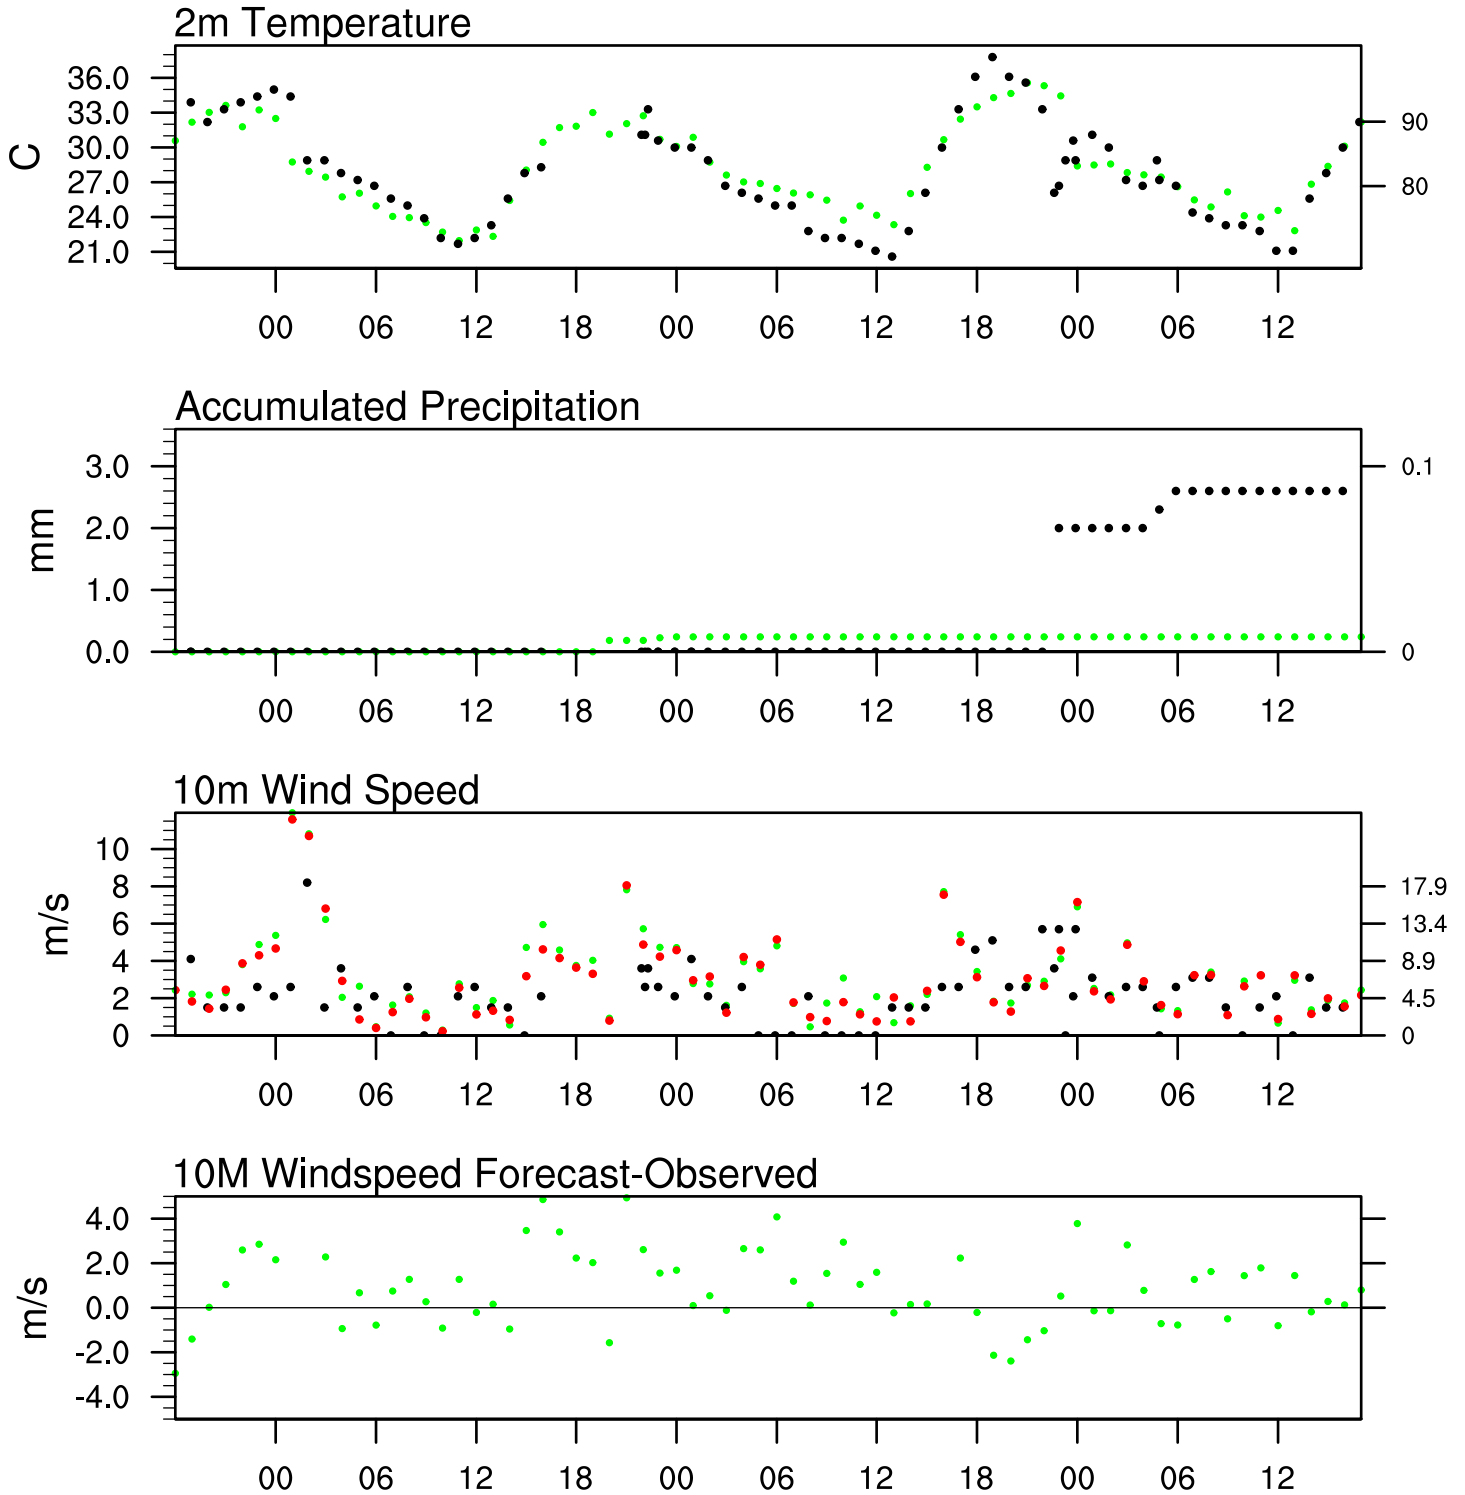 2m Temperature
C
36.0
33.0
30.0
27.0
24.0
21.0
90
80
00 06 12 18 00 06 12 18 00 06 12
Accumulated Precipitation
mm
3.0
2.0
1.0
0.0
0.1
0
00 06 12 18 00 06 12 18 00 06 12
10m Wind Speed
m/s
10
8
6
4
2
0
17.9
13.4
8.9
4.5
0
00 06 12 18 00 06 12 18 00 06 12
10M Windspeed Forecast-Observed
m/s
4.0
2.0
0.0
-2.0
-4.0
00 06 12 18 00 06 12 18 00 06 12